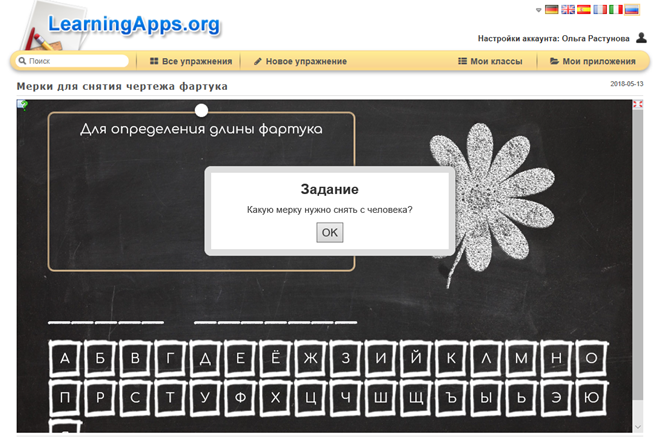 LearningApps.org
Настройки аккаунта: Ольга Растунова
Поиск
Все упражнения
Новое упражнение
Мои классы
Мои приложения
Мерки для снятия чертежа фартука
2018-05-13
Для определения длины фартука
Задание
Какую мерку нужно снять с человека?
OK
А Б В Г Д Е Ё Ж З И Й К Л М Н О
П Р С Т У Ф Х Ц Ч Ш Щ Ъ Ы Ь Э Ю